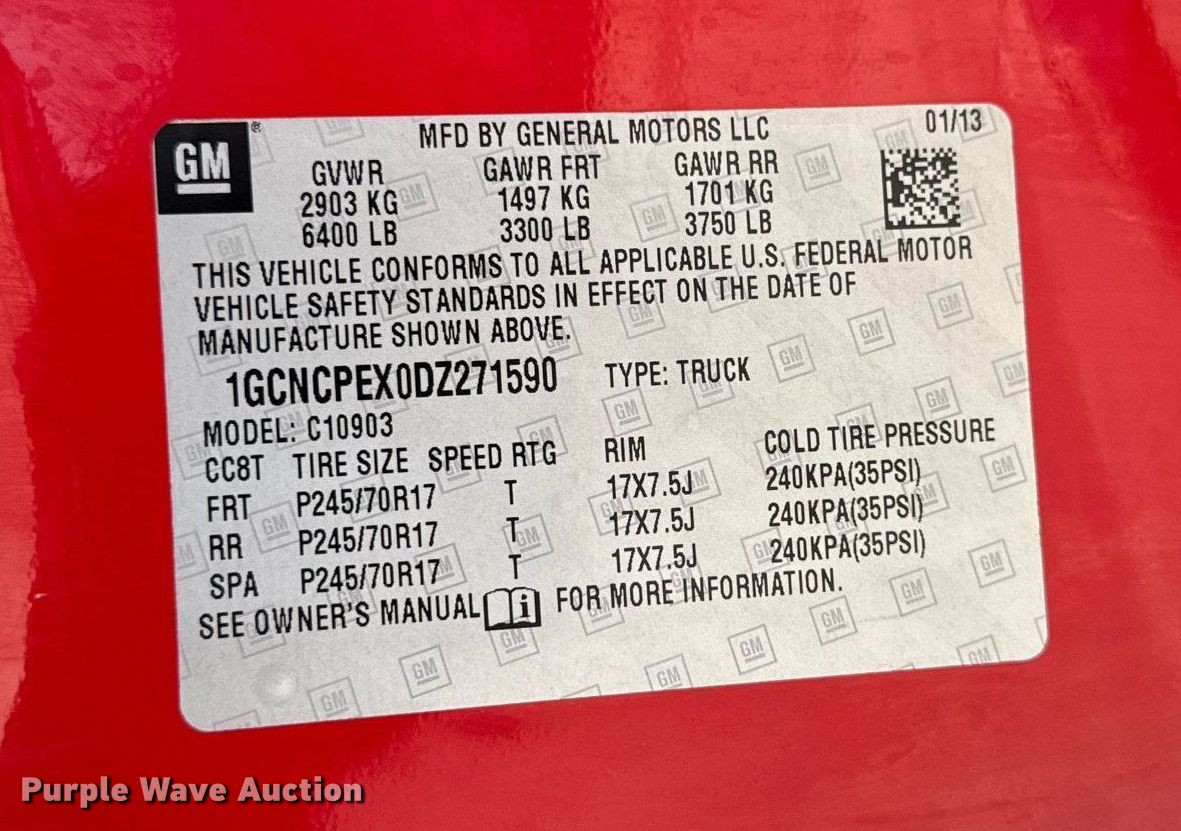 GM ®
MFD BY GENERAL MOTORS LLC 01/13
GVWR GAWR FRT GAWR RR
2903 KG 1497 KG 1701 KG
6400 LB 3300 LB 3750 LB
THIS VEHICLE CONFORMS TO ALL APPLICABLE U.S. FEDERAL MOTOR
VEHICLE SAFETY STANDARDS IN EFFECT ON THE DATE OF
MANUFACTURE SHOWN ABOVE.
1GCNCPEX0DZ271590 TYPE: TRUCK
MODEL: C10903
CC8T TIRE SIZE SPEED RTG RIM COLD TIRE PRESSURE
FRT P245/70R17 T 17X7.5J 240KPA(35PSI)
RR P245/70R17 T 17X7.5J 240KPA(35PSI)
SPA P245/70R17 T 17X7.5J 240KPA(35PSI)
SEE OWNER'S MANUAL i FOR MORE INFORMATION.
Purple Wave Auction